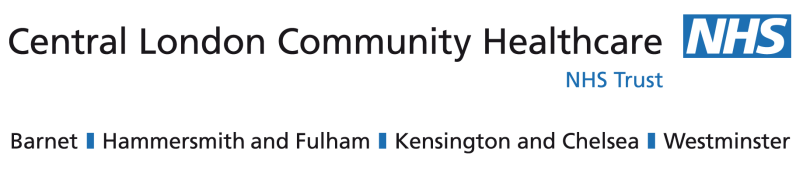 Central London Community Healthcare NHS
NHS Trust
Barnet Hammersmith and Fulham Kensington and Chelsea Westminster